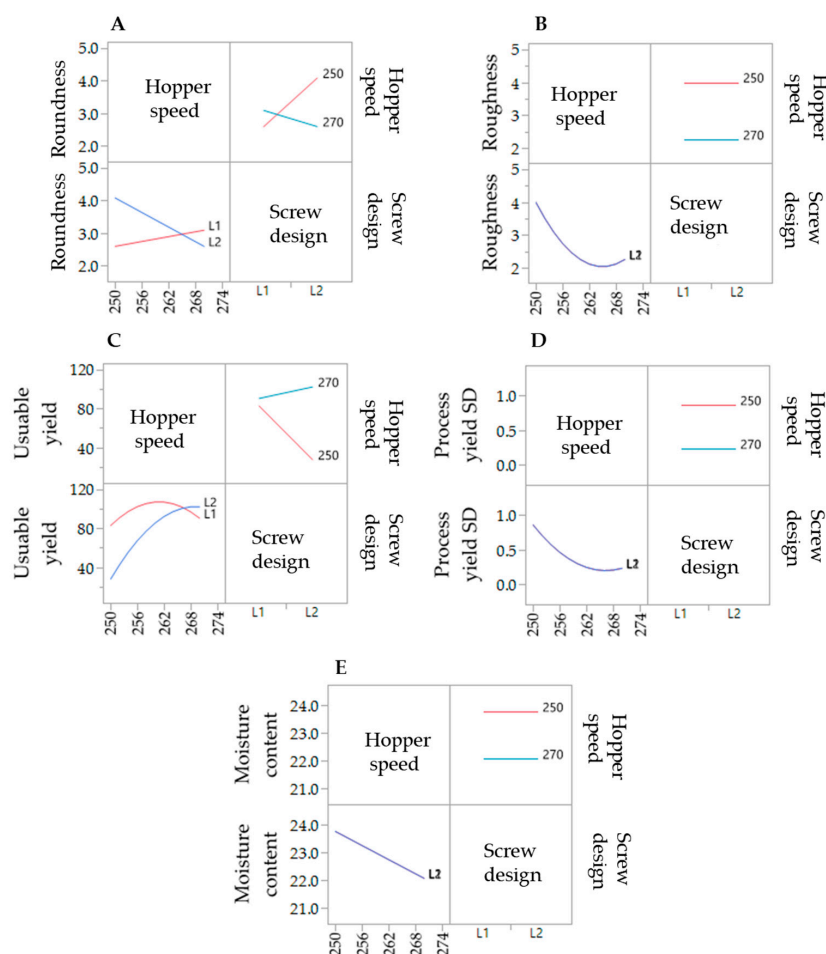 A
Roundness
5.0
4.0
3.0
2.0
Hopper
speed
250
270
Hopper
speed
Roundness
5.0
4.0
3.0
2.0
L1
L2
Screw
design
Screw
design
250
256
262
268
274
L1
L2
B
Roughness
5
4
3
2
Hopper
speed
250
270
Hopper
speed
Roughness
5
4
3
2
Screw
design
Screw
design
250
256
262
268
274
L1
L2
C
Usuable
yield
120
80
40
Hopper
speed
270
250
Hopper
speed
Usuable
yield
120
80
40
L2
L1
Screw
design
Screw
design
250
256
262
268
274
L1
L2
D
Process
yield SD
1.0
0.5
0.0
Hopper
speed
250
270
Hopper
speed
Process
yield SD
1.0
0.5
0.0
Screw
design
Screw
design
250
256
262
268
274
L1
L2
E
Moisture
content
24.0
23.0
22.0
21.0
Hopper
speed
250
270
Hopper
speed
Moisture
content
24.0
23.0
22.0
21.0
Screw
design
Screw
design
250
256
262
268
274
L1
L2